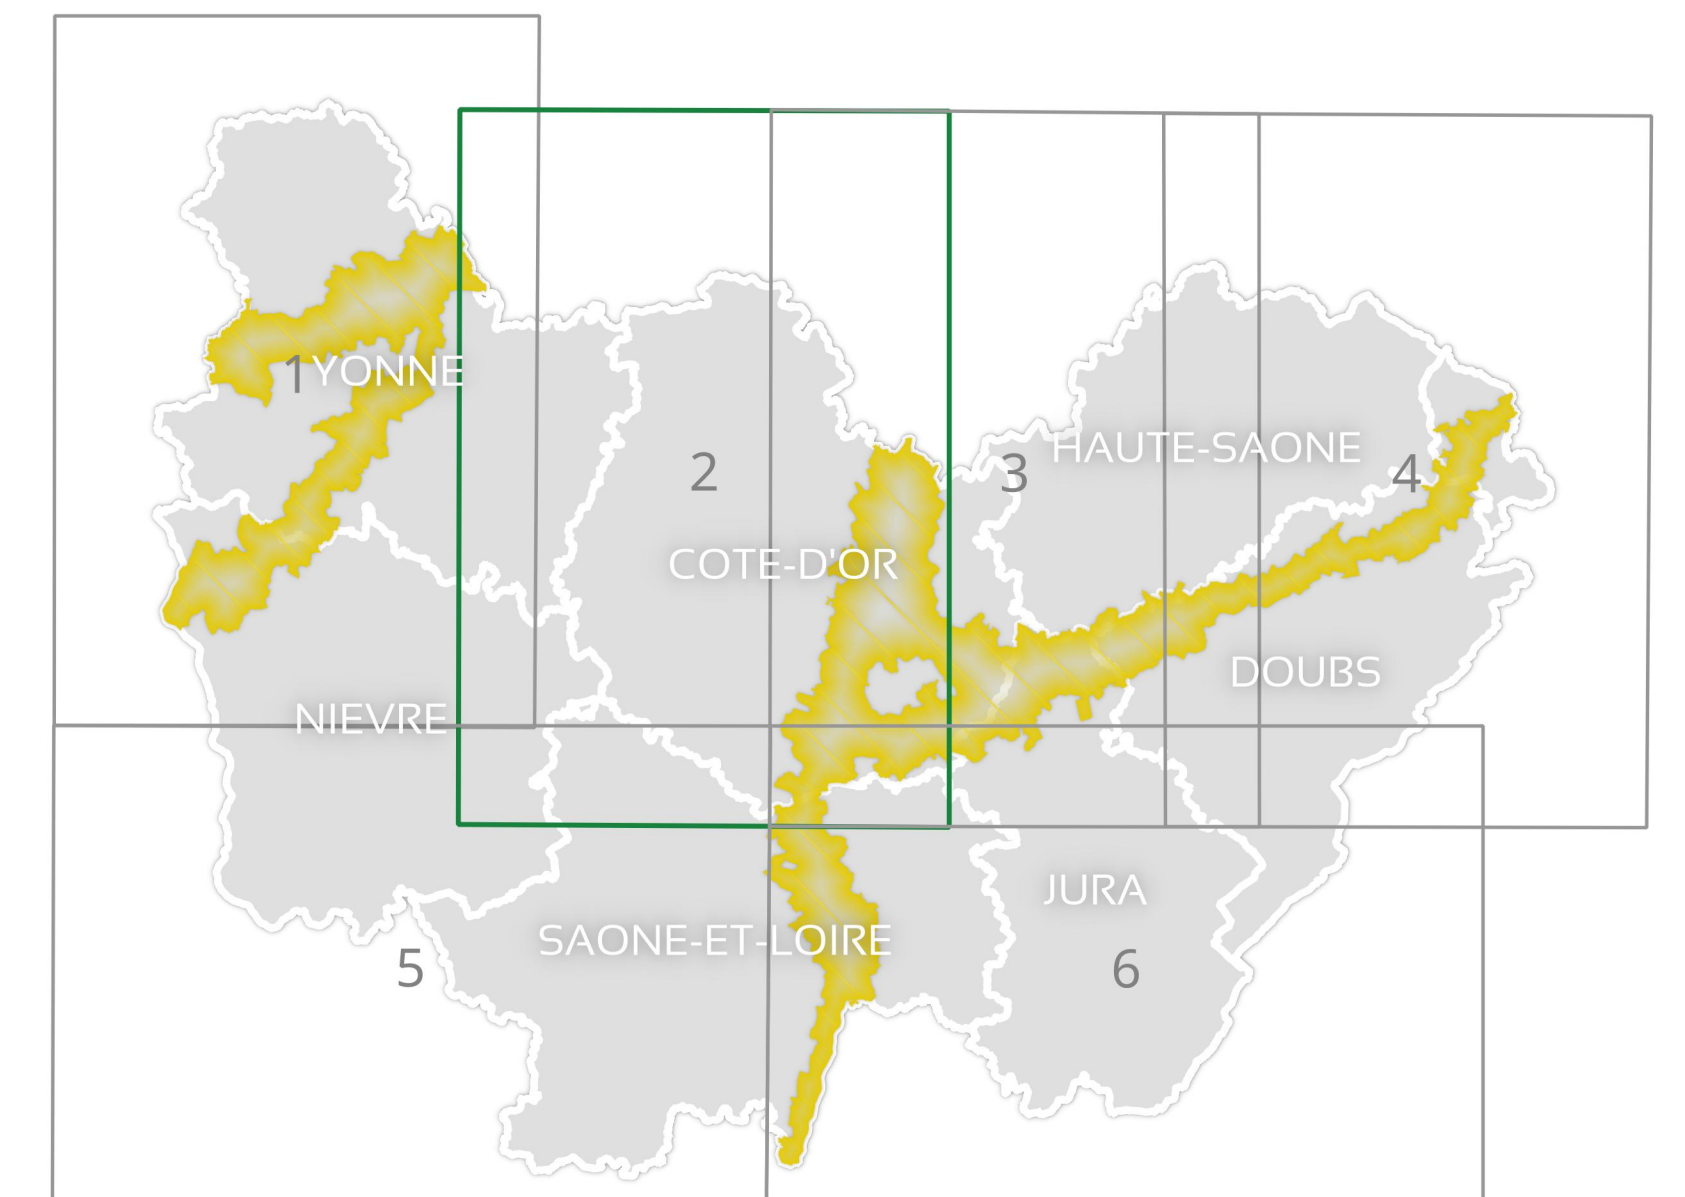 1
YONNE
2
3
HAUTE-SAONE
4
COTE-D'OR
DOUBS
NIEVRE
JURA
SAONE-ET-LOIRE
5
6